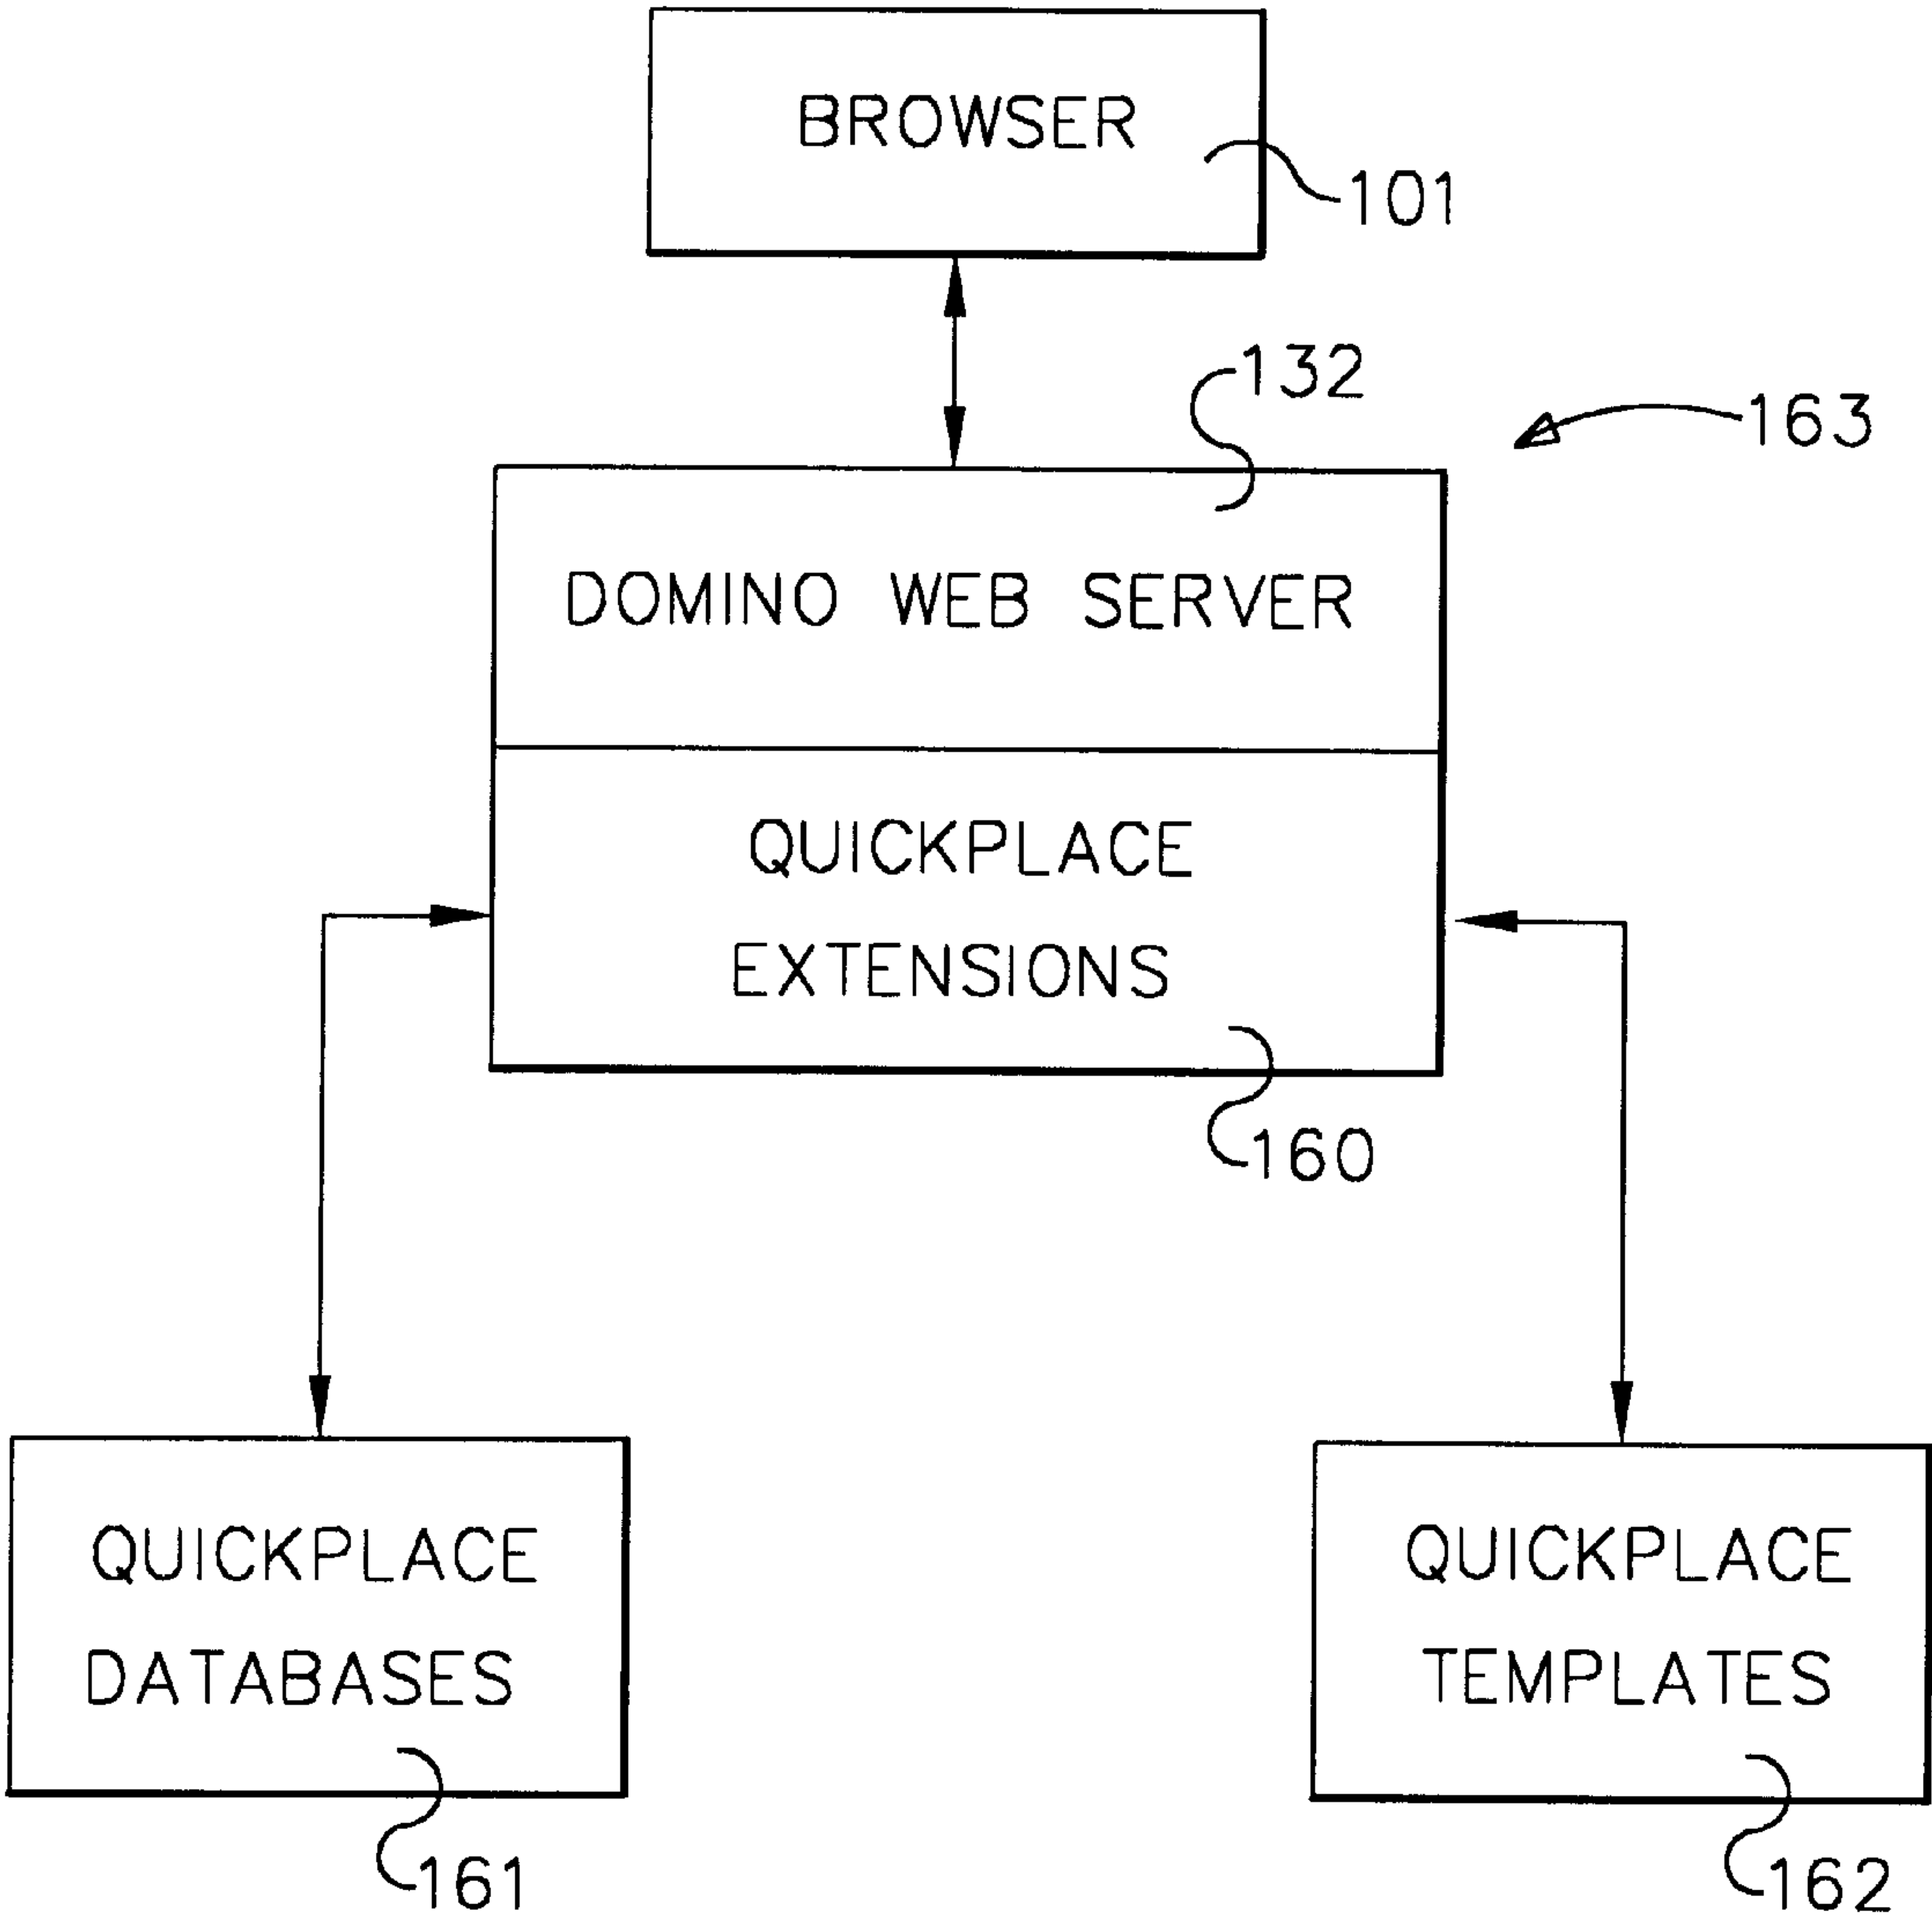 BROWSER
101
132
163
DOMINO WEB SERVER
QUICKPLACE
EXTENSIONS
160
QUICKPLACE
DATABASES
161
QUICKPLACE
TEMPLATES
162